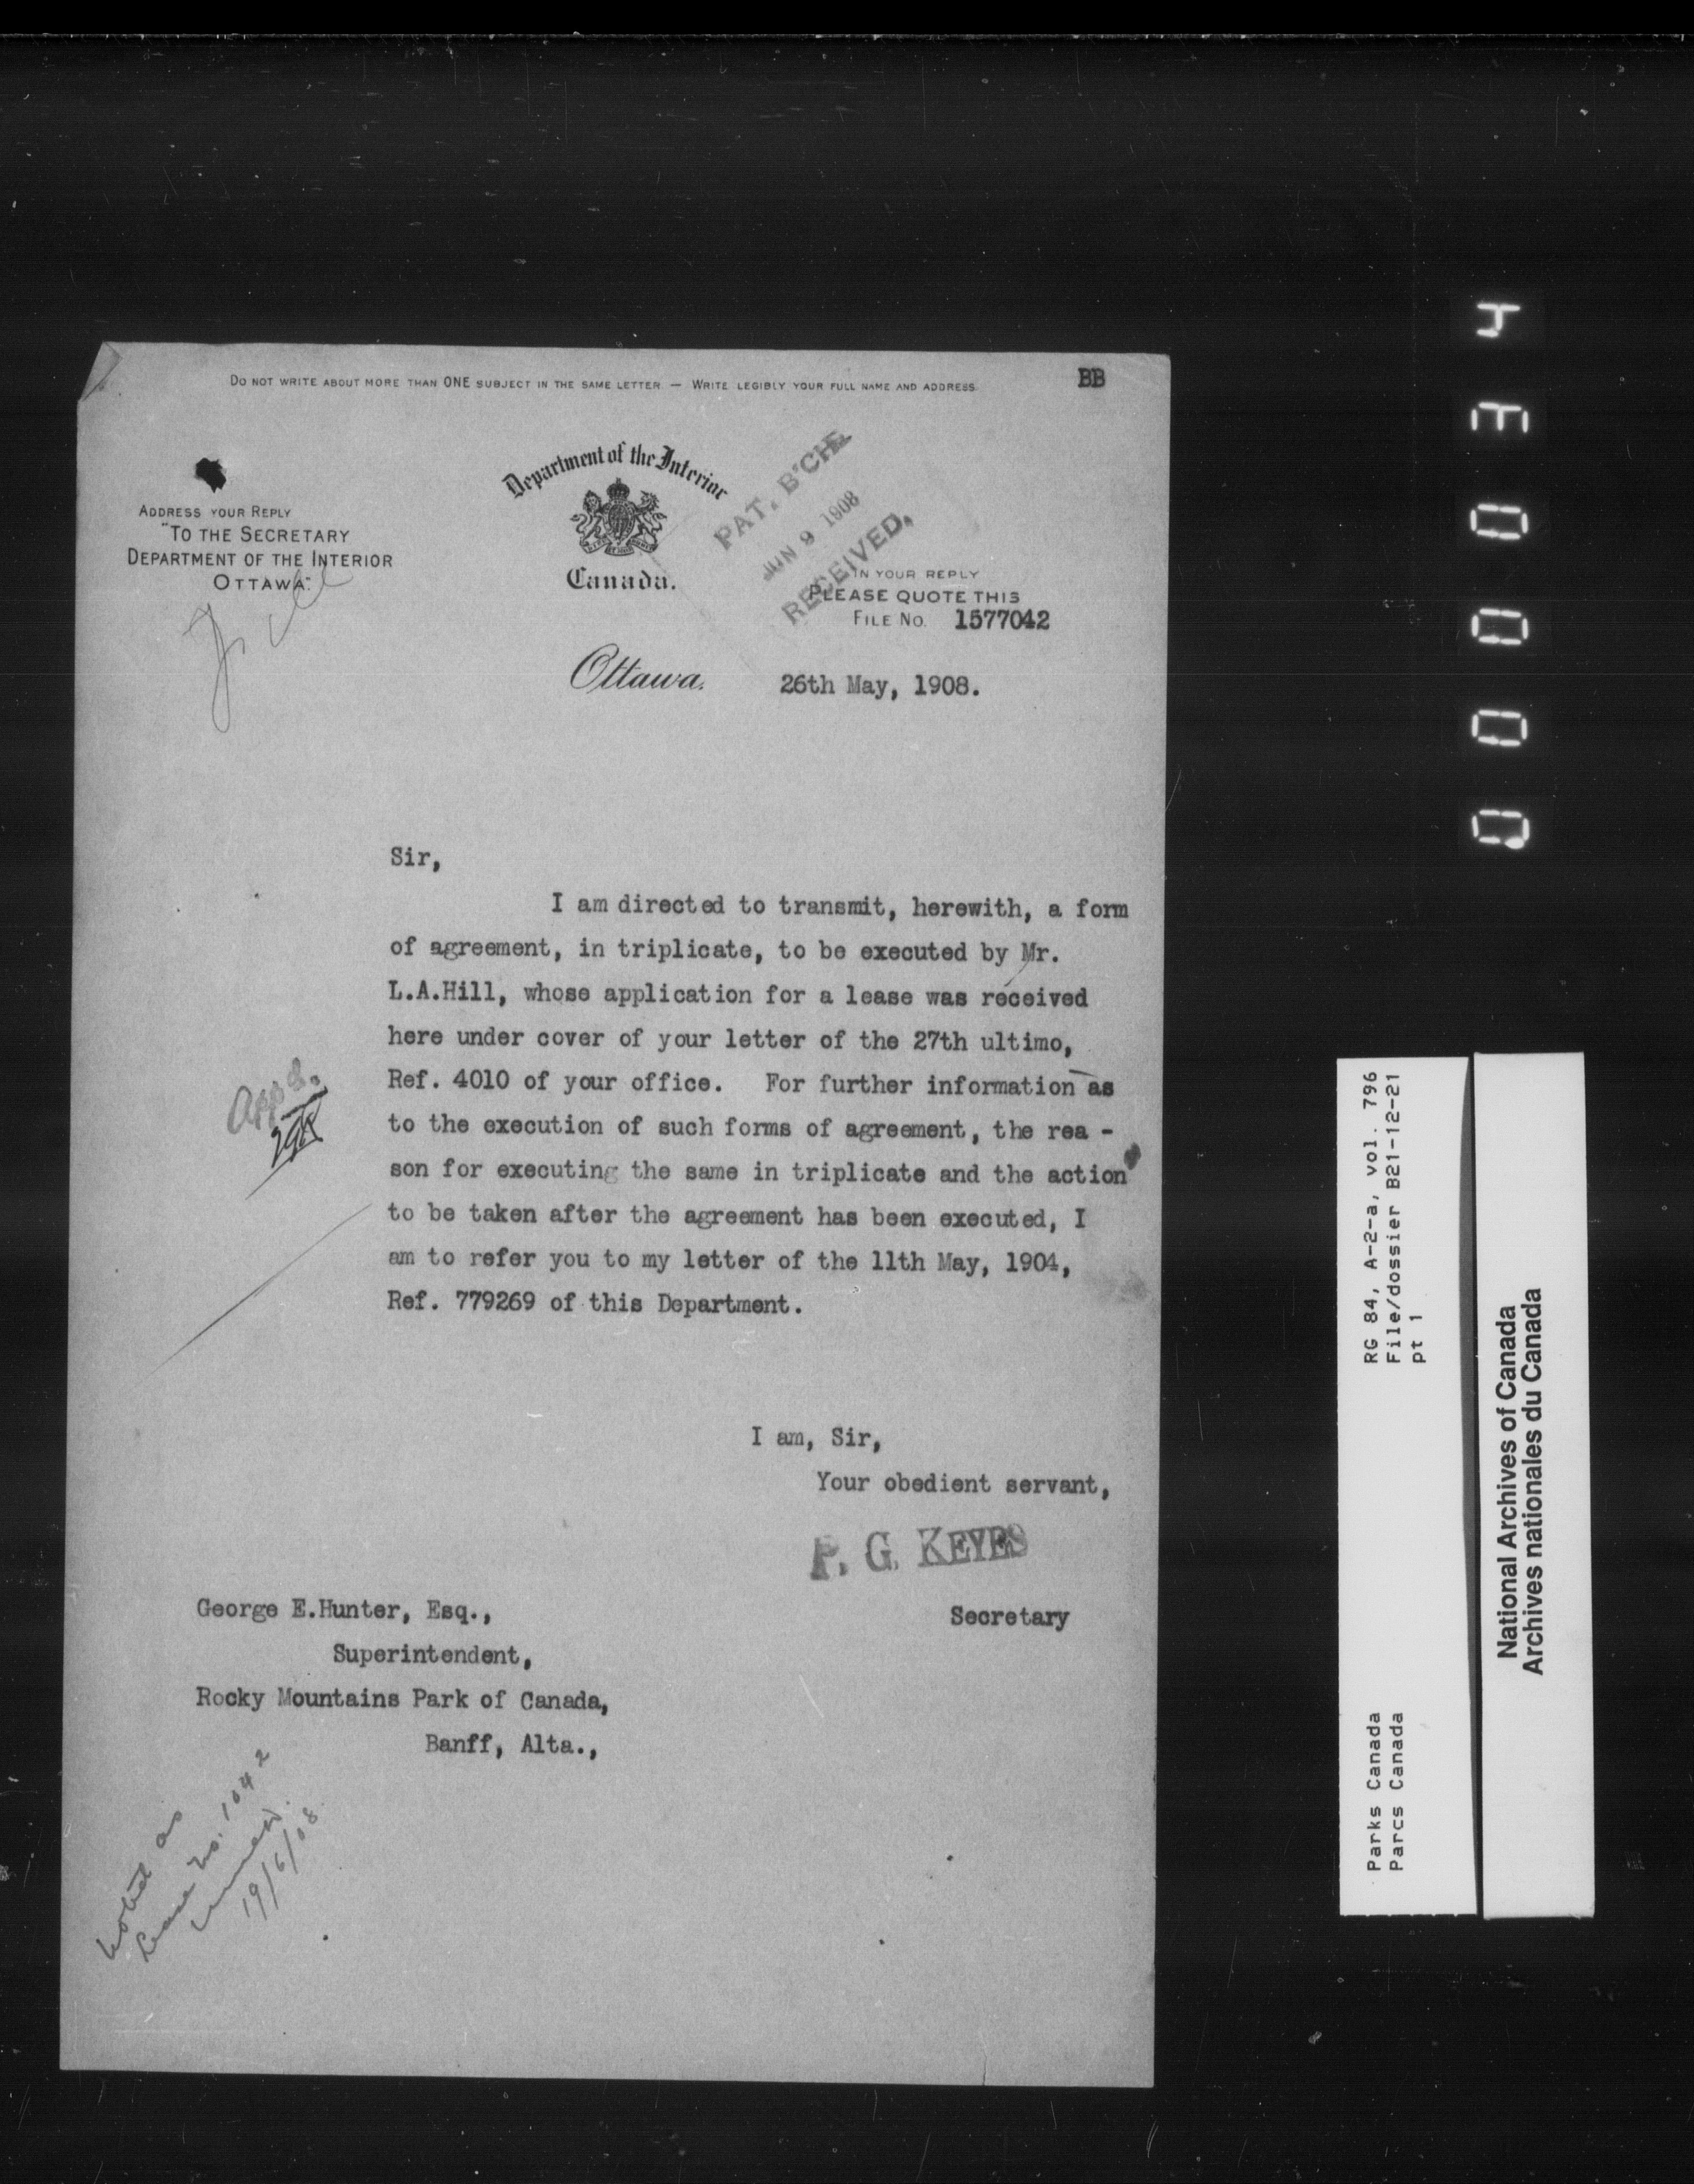 DO NOT WRITE ABOUT MORE THAN ONE SUBJECT IN THE SAME LETTER. — WRITE LEGIBLY YOUR FULL NAME AND ADDRESS.
BB
ADDRESS YOUR REPLY
"TO THE SECRETARY
DEPARTMENT OF THE INTERIOR
OTTAWA."
Department of the Interior
Canada.
PAT. B'CH.
JUN 9 1908
RECEIVED.
IN YOUR REPLY
PLEASE QUOTE THIS
FILE NO. 1577042
Ottawa. 26th May, 1908.
Sir,
I am directed to transmit, herewith, a form
of agreement, in triplicate, to be executed by Mr.
L.A.Hill, whose application for a lease was received
here under cover of your letter of the 27th ultimo,
Ref. 4010 of your office. For further information as
to the execution of such forms of agreement, the rea -
son for executing the same in triplicate and the action
to be taken after the agreement has been executed, I
am to refer you to my letter of the 11th May, 1904,
Ref. 779269 of this Department.
I am, Sir,
Your obedient servant,
P. G. KEYES
Secretary
George E.Hunter, Esq.,
Superintendent,
Rocky Mountains Park of Canada,
Banff, Alta.,
Noted as
Lease No. 1042
19/6/08
RG 84, A-2-a, vol. 796
File/dossier B21-12-21
pt 1
Parks Canada
Parcs Canada
National Archives of Canada
Archives nationales du Canada
0.00034